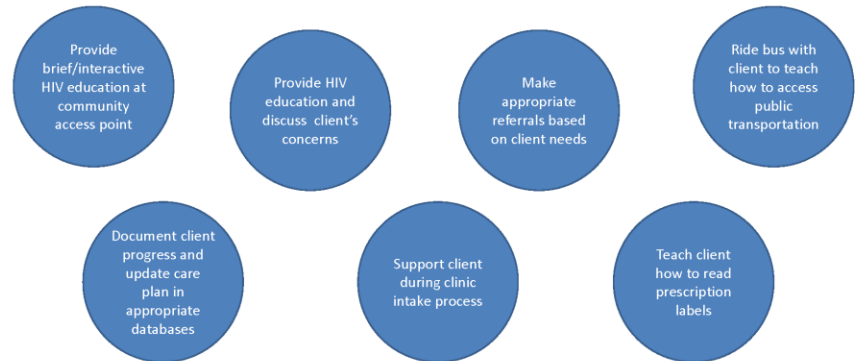 Provide
brief/interactive
HIV education at
community
access point
Provide HIV
education and
discuss client's
concerns
Make
appropriate
referrals based
on client needs
Ride bus with
client to teach
how to access
public
transportation
Document client
progress and
update care
plan in
appropriate
databases
Support client
during clinic
intake process
Teach client
how to read
prescription
labels